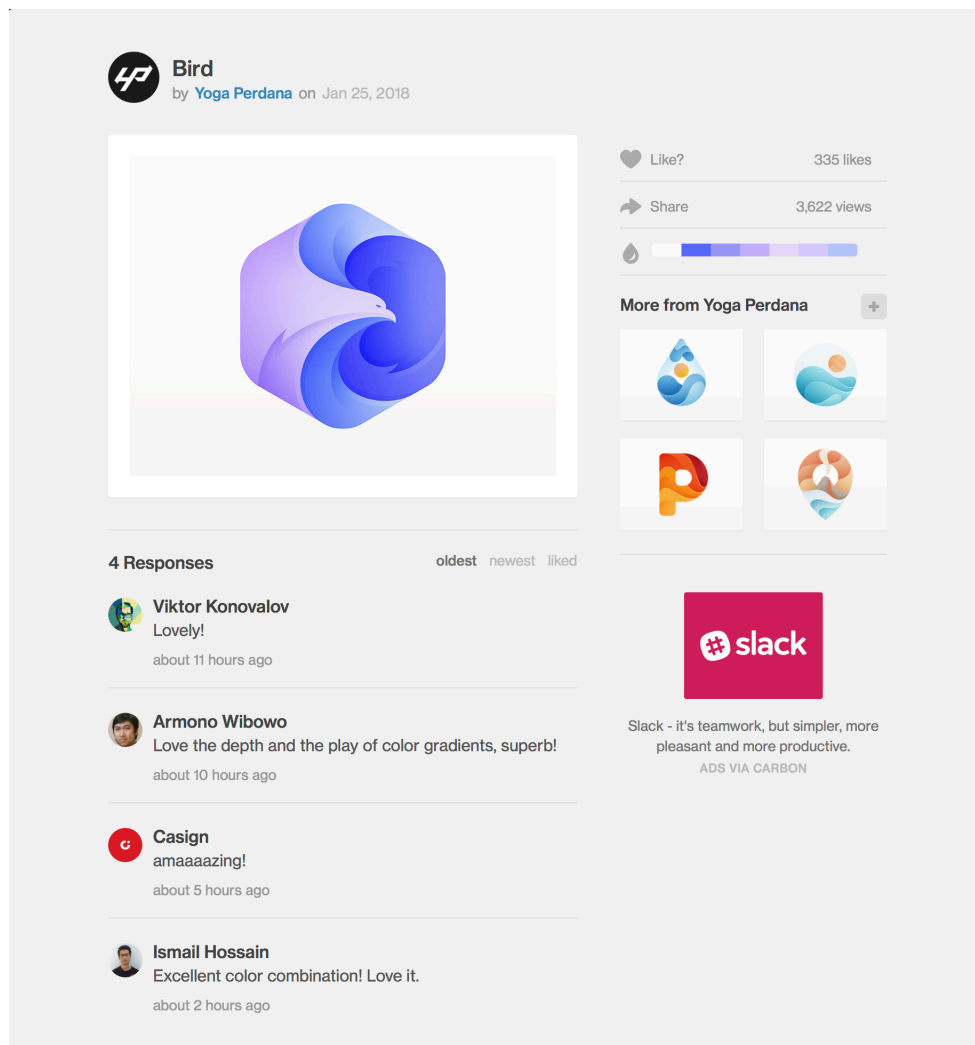 Bird
by Yoga Perdana on Jan 25, 2018
Like?
335 likes
Share
3,622 views
More from Yoga Perdana
4 Responses
oldest newest liked
Viktor Konovalov
Lovely!
about 11 hours ago
Armono Wibowo
Love the depth and the play of color gradients, superb!
about 10 hours ago
Casign
amaaaazing!
about 5 hours ago
Ismail Hossain
Excellent color combination! Love it.
about 2 hours ago
slack
Slack - it's teamwork, but simpler, more
pleasant and more productive.
ADS VIA CARBON